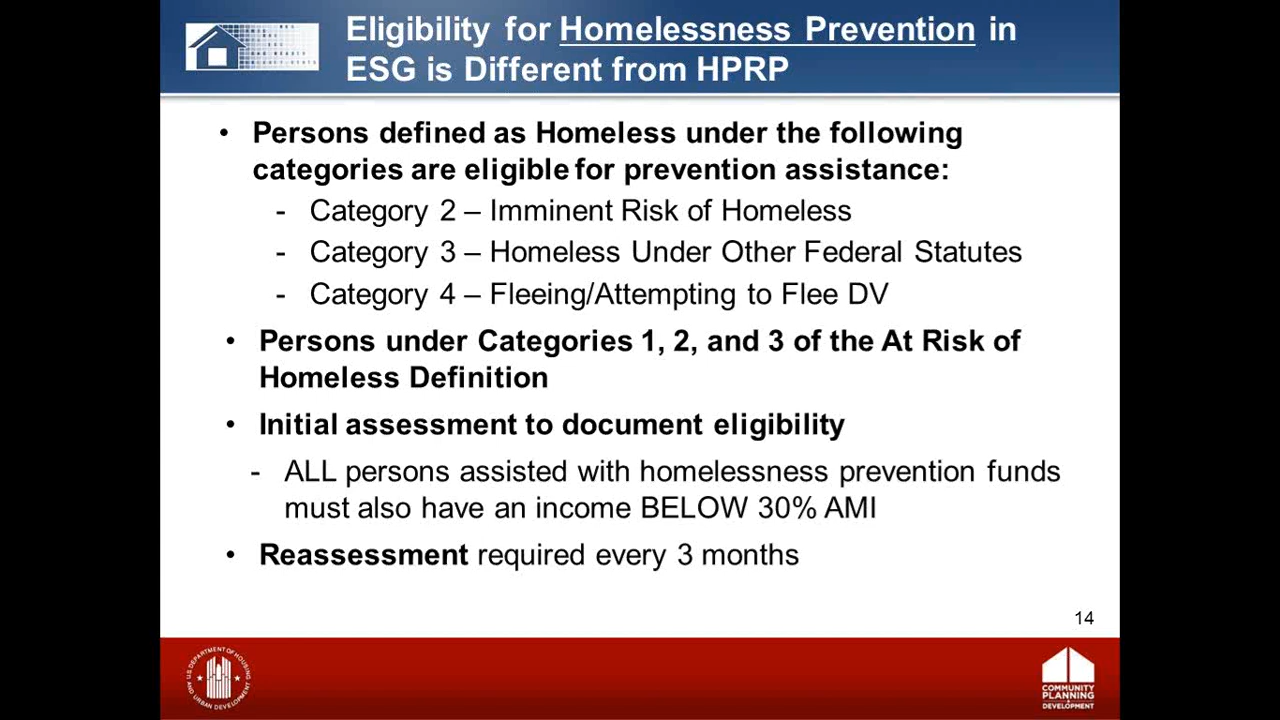 Eligibility for Homelessness Prevention in
ESG is Different from HPRP
• Persons defined as Homeless under the following
categories are eligible for prevention assistance:
- Category 2 – Imminent Risk of Homeless
- Category 3 – Homeless Under Other Federal Statutes
- Category 4 – Fleeing/Attempting to Flee DV
• Persons under Categories 1, 2, and 3 of the At Risk of
Homeless Definition
• Initial assessment to document eligibility
- ALL persons assisted with homelessness prevention funds
must also have an income BELOW 30% AMI
• Reassessment required every 3 months
14
U.S. DEPARTMENT OF HOUSING
AND URBAN DEVELOPMENT
COMMUNITY
PLANNING
DEVELOPMENT